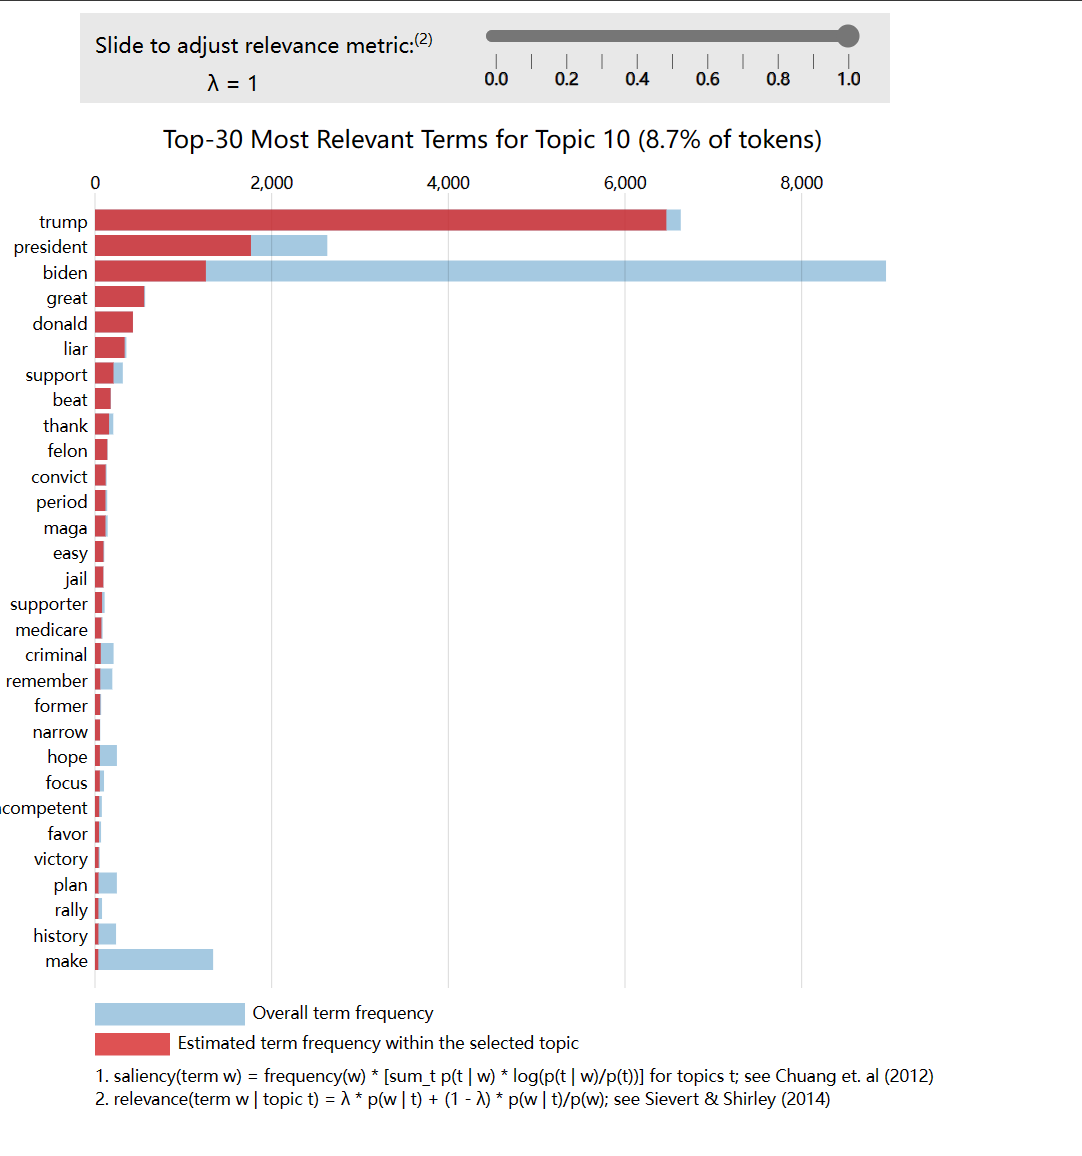 Slide to adjust relevance metric:(2)
λ = 1
0.0 0.2 0.4 0.6 0.8 1.0
Top-30 Most Relevant Terms for Topic 10 (8.7% of tokens)
0 2,000 4,000 6,000 8,000
trump
president
biden
great
donald
liar
support
beat
thank
felon
convict
period
maga
easy
jail
supporter
medicare
criminal
remember
former
narrow
hope
focus
competent
favor
victory
plan
rally
history
make
Overall term frequency
Estimated term frequency within the selected topic
1. saliency(term w) = frequency(w) * [sum_t p(t | w) * log(p(t | w)/p(t))] for topics t; see Chuang et. al (2012)
2. relevance(term w | topic t) = λ * p(w | t) + (1 - λ) * p(w | t)/p(w); see Sievert & Shirley (2014)